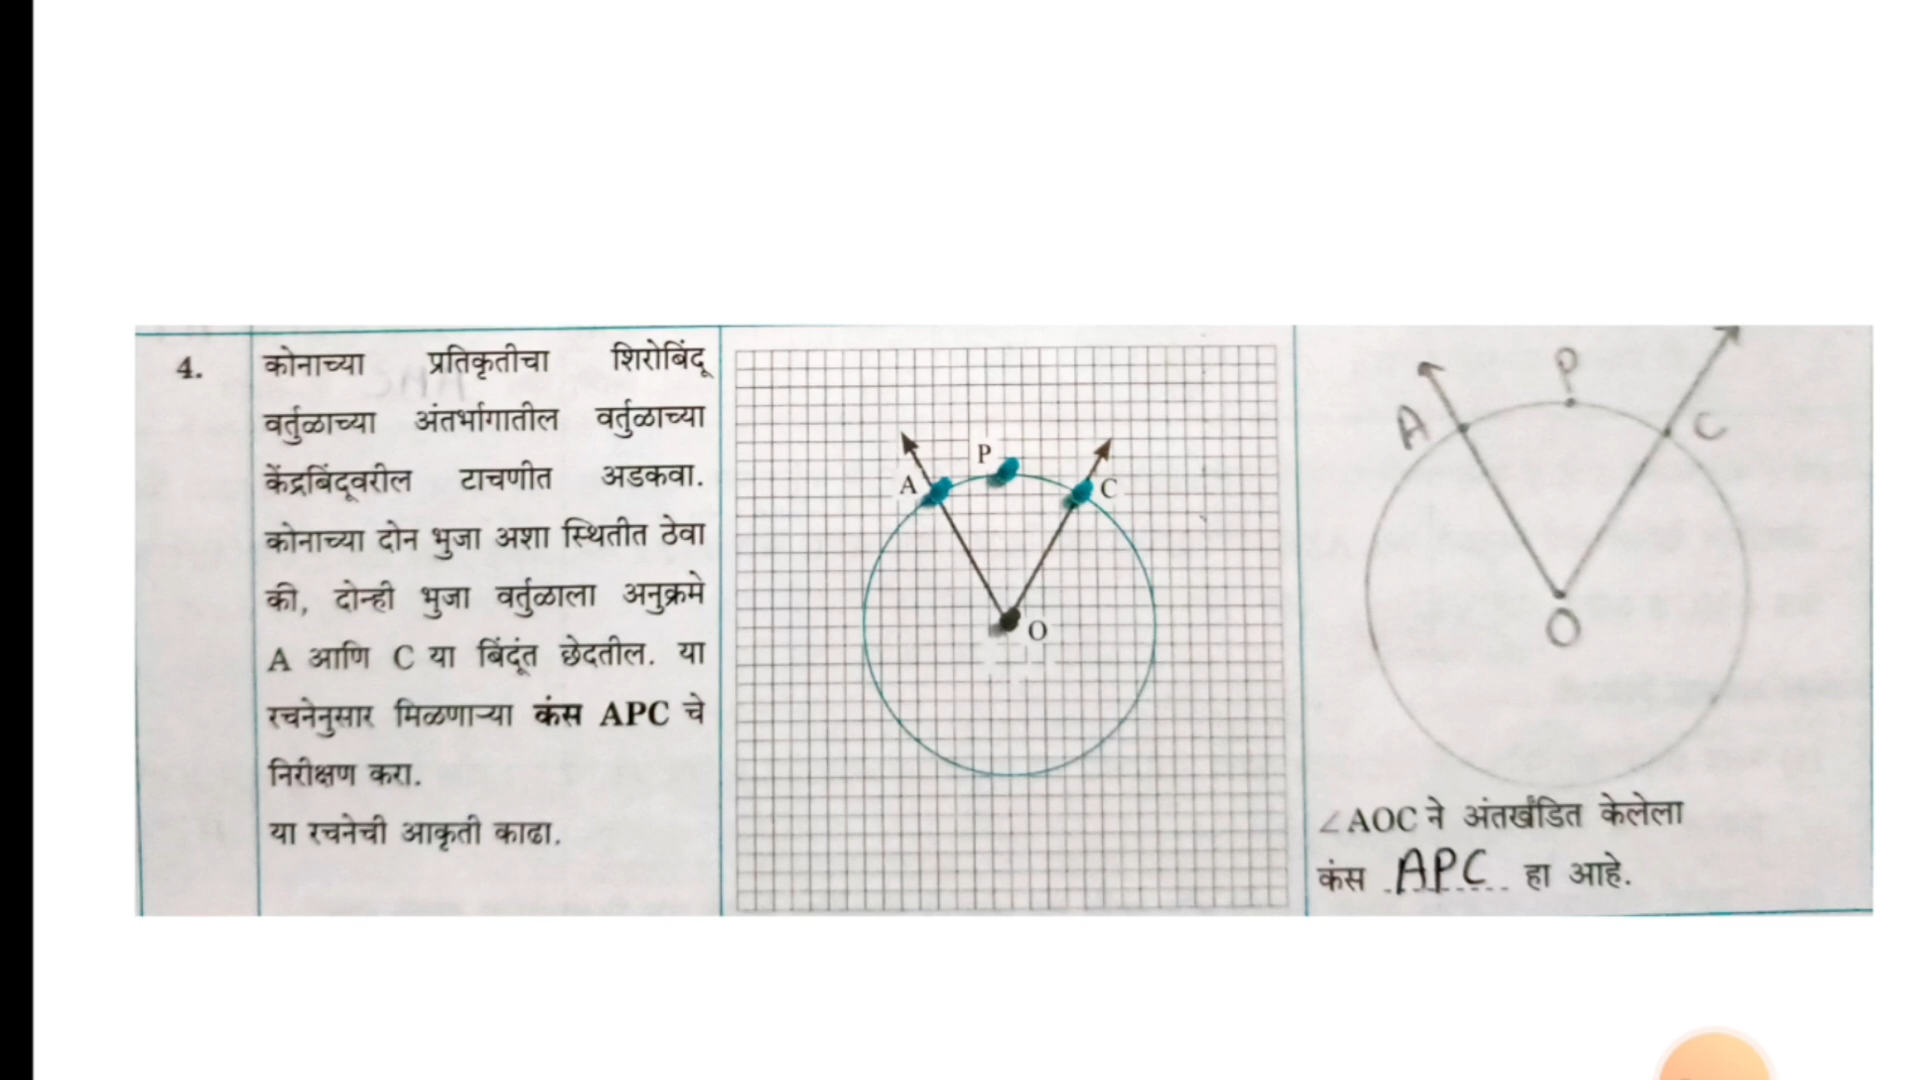 4.
कोनाच्या प्रतिकृतीचा शिरोबिंदू
वर्तुळाच्या अंतर्भागातील वर्तुळाच्या
केंद्रबिंदूवरील टाचणीत अडकवा.
कोनाच्या दोन भुजा अशा स्थितीत ठेवा
की, दोन्ही भुजा वर्तुळाला अनुक्रमे
A आणि C या बिंदूंत छेदतील. या
रचनेनुसार मिळणाऱ्या कंस APC चे
निरीक्षण करा.
या रचनेची आकृती काढा.
P
A
C
O
P
A
C
O
∠AOC ने अंतर्खंडित केलेला
कंस APC हा आहे.